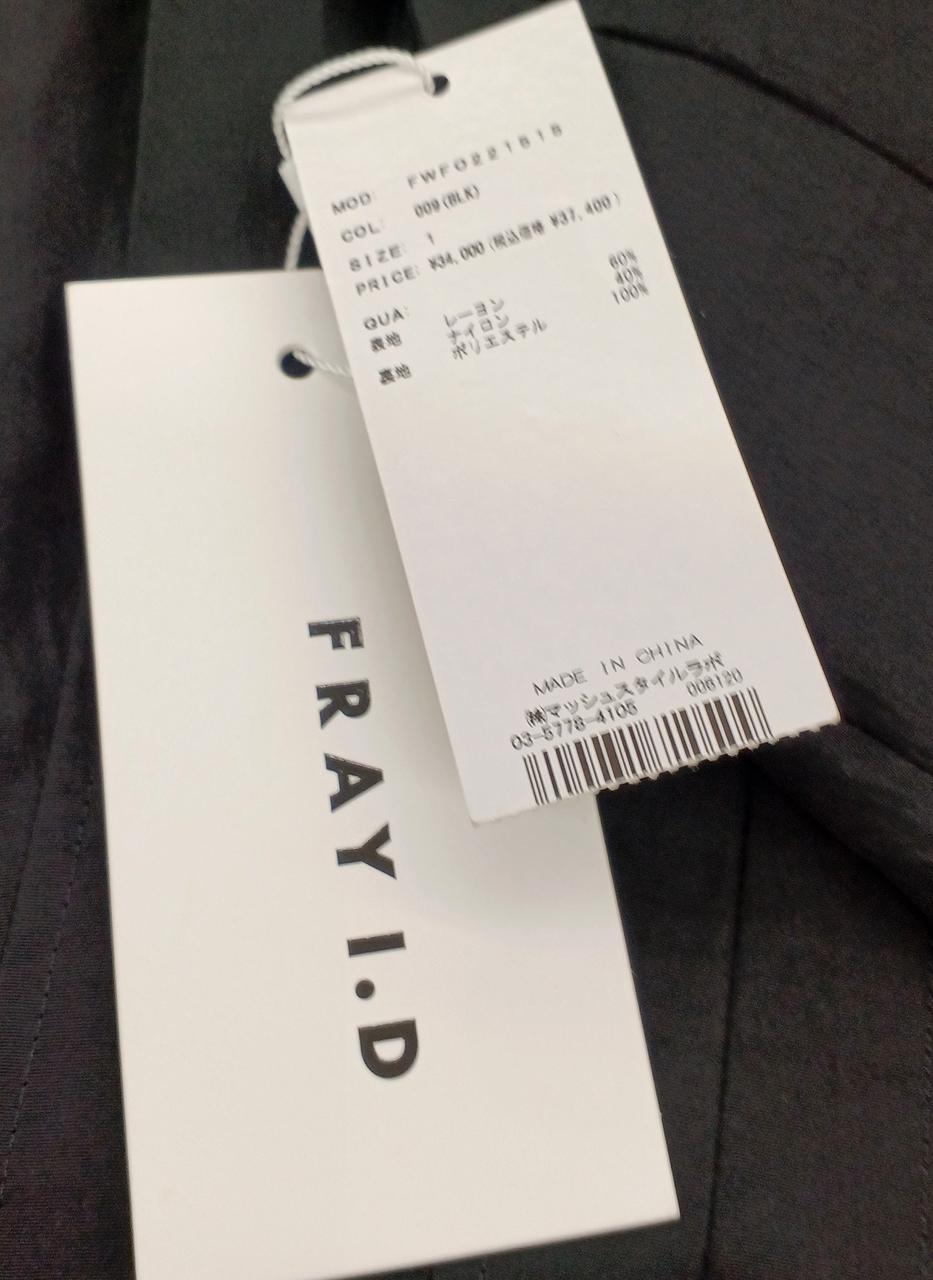 MOD: FWFO221818
COL: 009(BLK)
SIZE: 1
PRICE: ¥34,000(税込価格 ¥37,400)
QUA:
表地 レーヨン 60%
ナイロン 40%
裏地 ポリエステル 100%
MADE IN CHINA
㈱マッシュスタイルラボ
03-5778-4105 006120
FRAY I.D